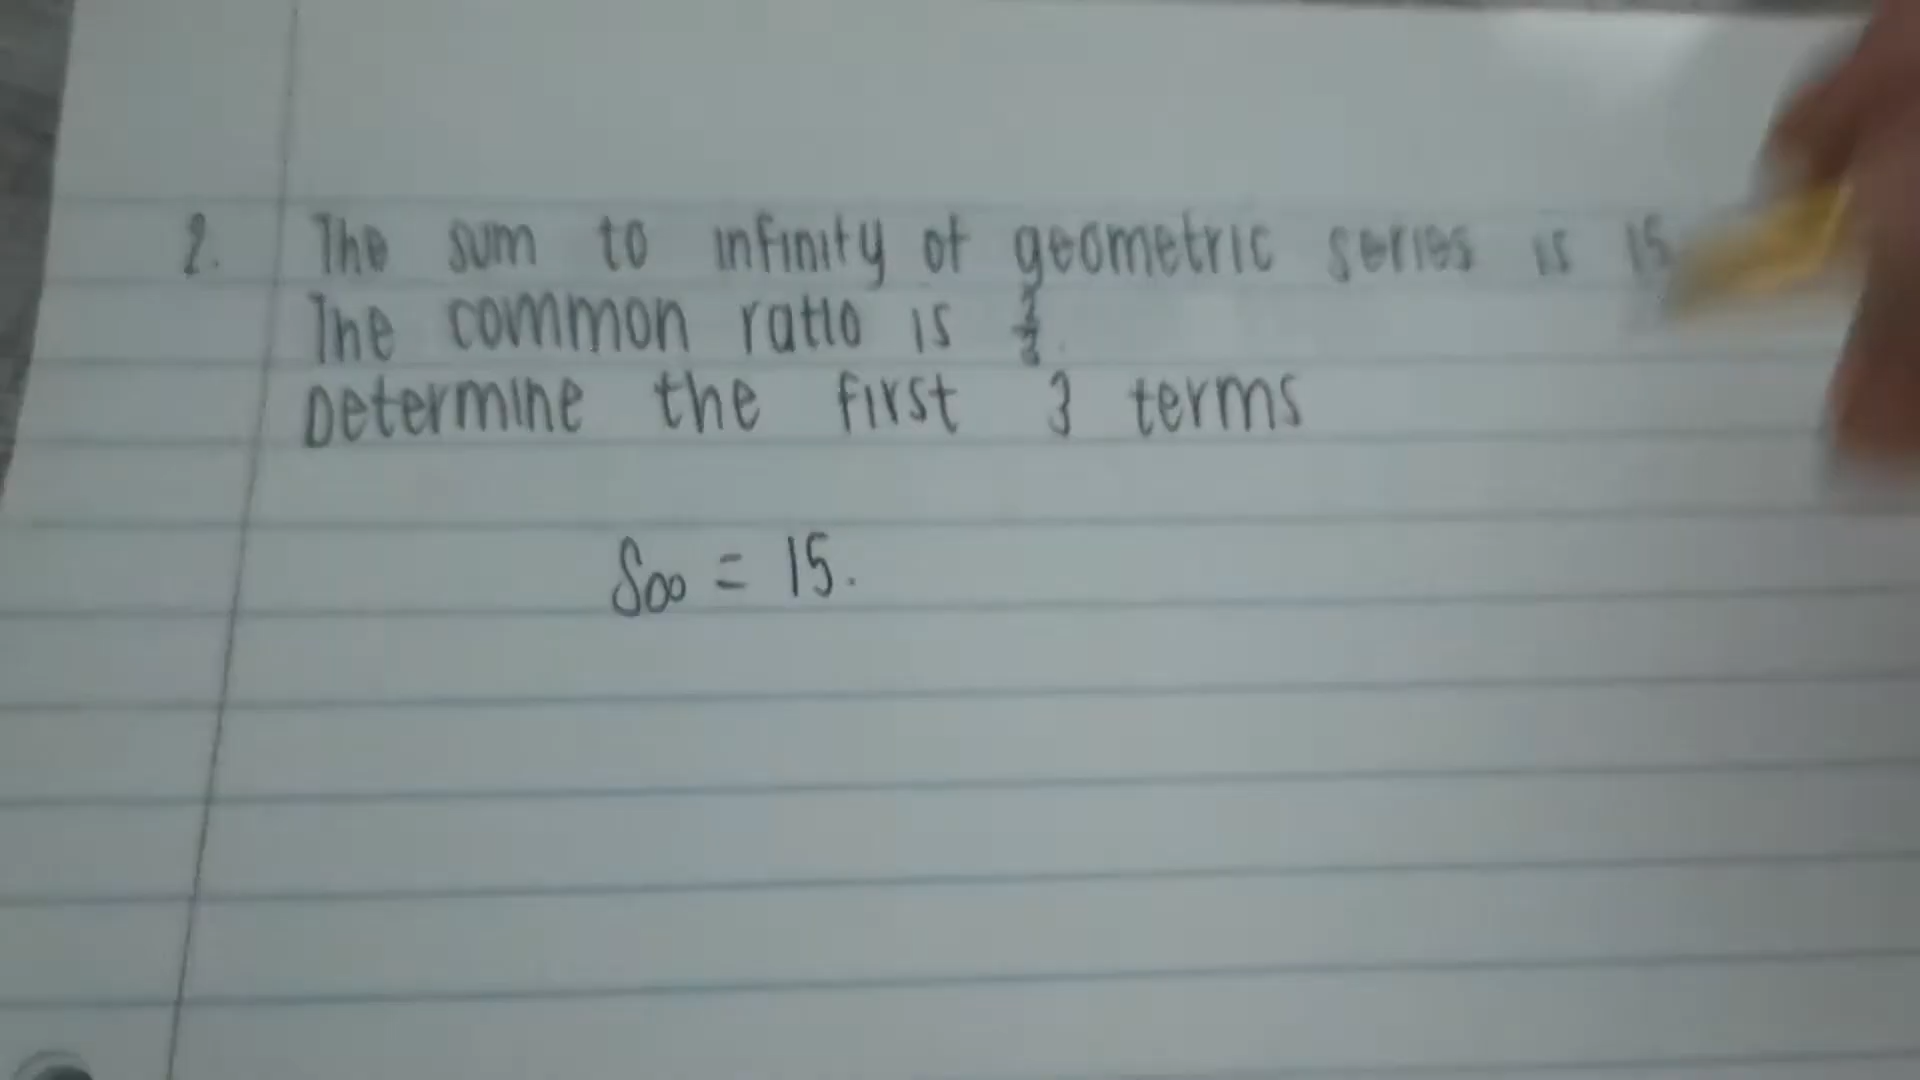 2. The sum to infinity of geometric series is 15
The common ratio is
Determine the first 3 terms
S∞ = 15.